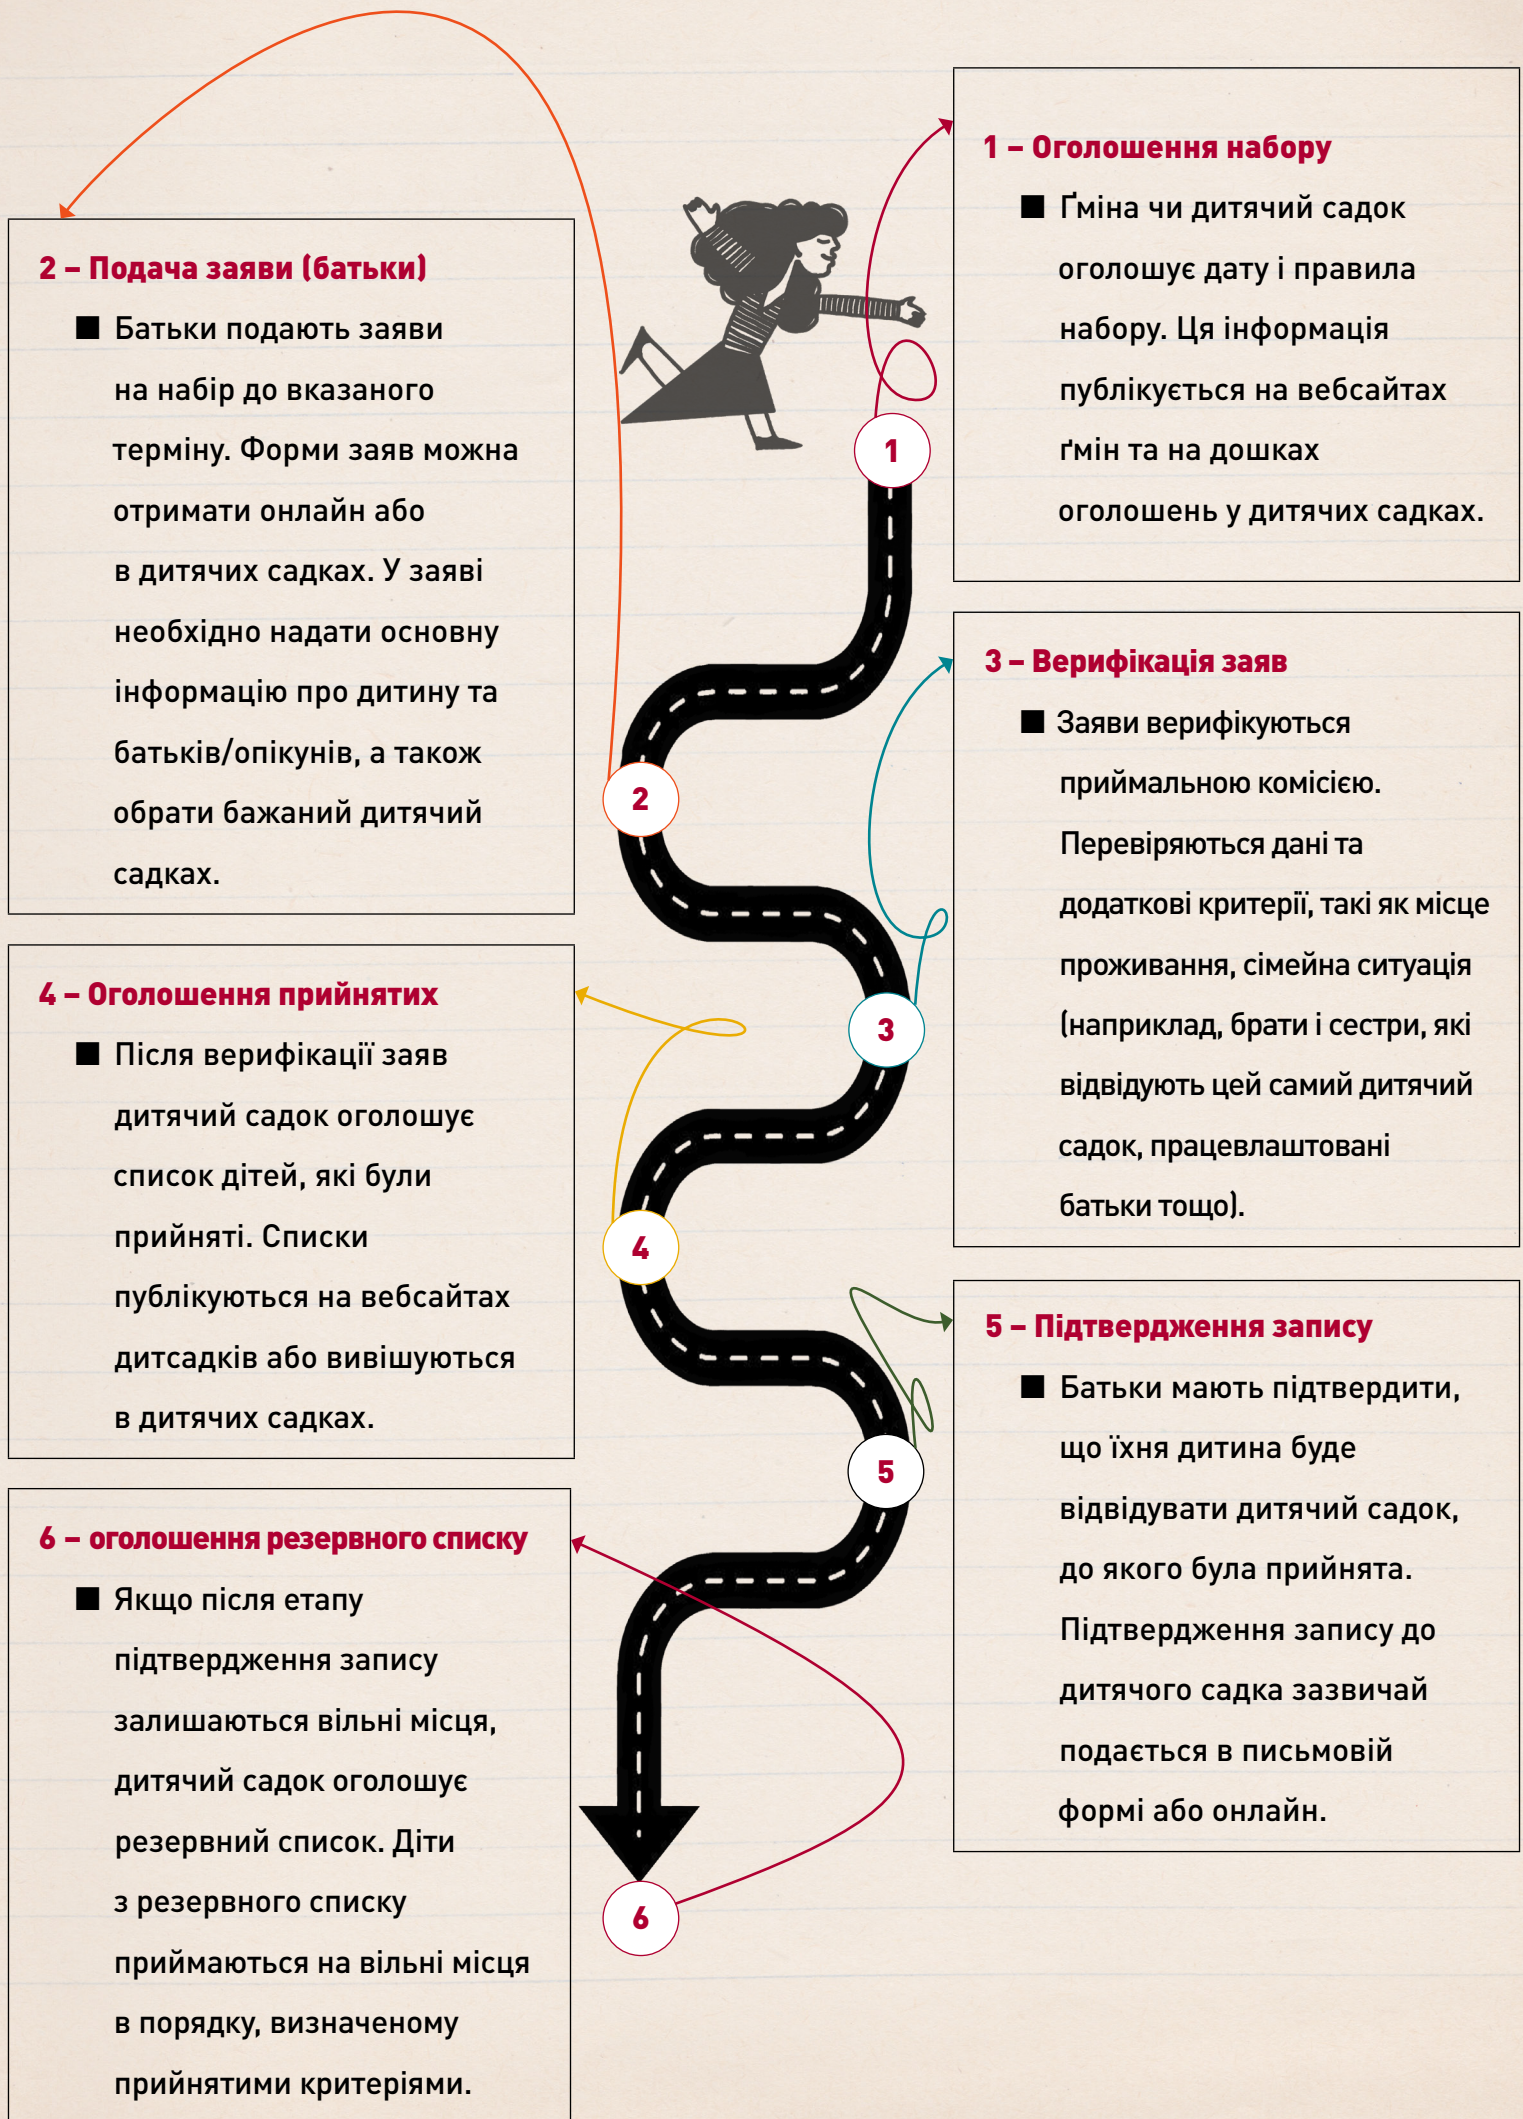 1 – Оголошення набору
■ Ґміна чи дитячий садок
оголошує дату і правила
набору. Ця інформація
публікується на вебсайтах
ґмін та на дошках
оголошень у дитячих садках.
2 – Подача заяви (батьки)
■ Батьки подають заяви
на набір до вказаного
терміну. Форми заяв можна
отримати онлайн або
в дитячих садках. У заяві
необхідно надати основну
інформацію про дитину та
батьків/опікунів, а також
обрати бажаний дитячий
садках.
3 – Верифікація заяв
■ Заяви верифікуються
приймальною комісією.
Перевіряються дані та
додаткові критерії, такі як місце
проживання, сімейна ситуація
(наприклад, брати і сестри, які
відвідують цей самий дитячий
садок, працевлаштовані
батьки тощо).
4 – Оголошення прийнятих
■ Після верифікації заяв
дитячий садок оголошує
список дітей, які були
прийняті. Списки
публікуються на вебсайтах
дитсадків або вивішуються
в дитячих садках.
5 – Підтвердження запису
■ Батьки мають підтвердити,
що їхня дитина буде
відвідувати дитячий садок,
до якого була прийнята.
Підтвердження запису до
дитячого садка зазвичай
подається в письмовій
формі або онлайн.
6 – оголошення резервного списку
■ Якщо після етапу
підтвердження запису
залишаються вільні місця,
дитячий садок оголошує
резервний список. Діти
з резервного списку
приймаються на вільні місця
в порядку, визначеному
прийнятими критеріями.
1
2
3
4
5
6